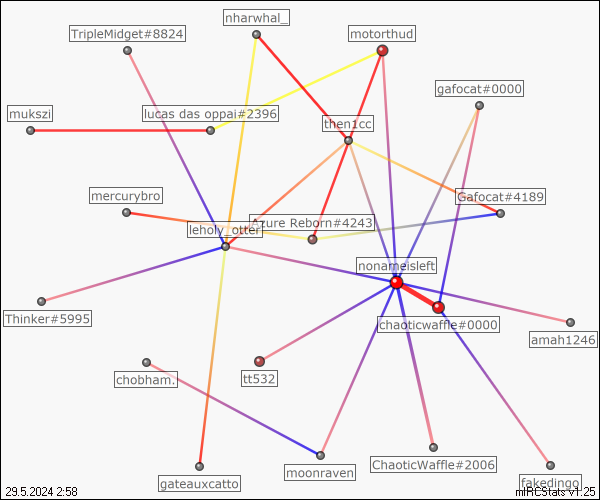 nharwhal_
TripleMidget#8824
motorthud
gafocat#0000
mukszi
lucas das oppai#2396
then1cc
mercurybro
Gafocat#4189
Azure Reborn#4243
leholy_otter
nonameisleft
Thinker#5995
chaoticwaffle#0000
amah1246
chobham.
tt532
ChaoticWaffle#2006
moonraven
gateauxcatto
fakedingo
29.5.2024 2:58
mIRCStats v1.25